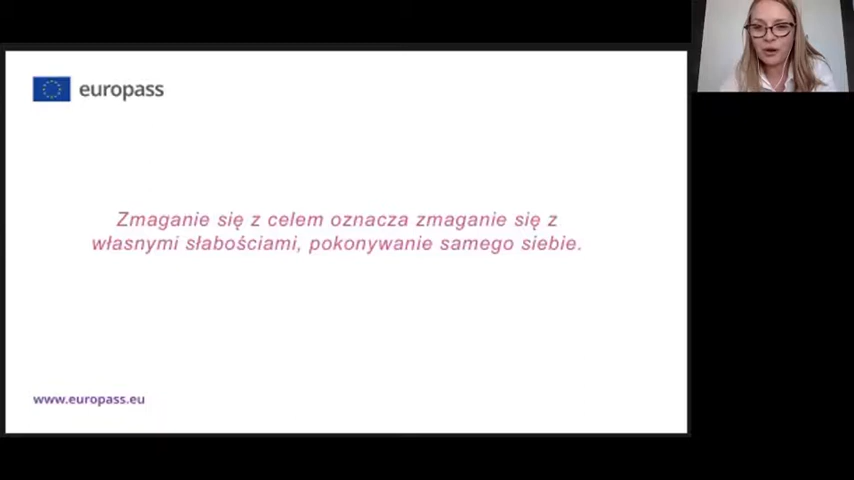 europass
Zmaganie się z celem oznacza zmaganie się z
własnymi słabościami, pokonywanie samego siebie.
www.europass.eu